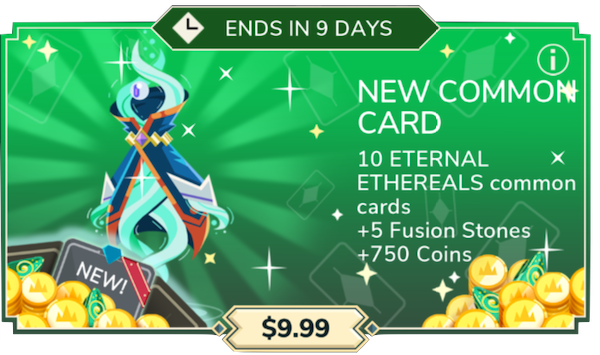 ENDS IN 9 DAYS
NEW COMMON
CARD
10 ETERNAL
ETHEREALS common
cards
+5 Fusion Stones
+750 Coins
NEW!
$9.99